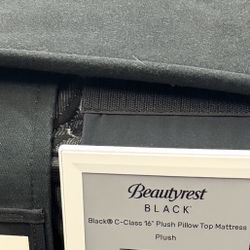 Beautyrest
BLACK
Black® C-Class 16" Plush Pillow Top Mattress
Plush